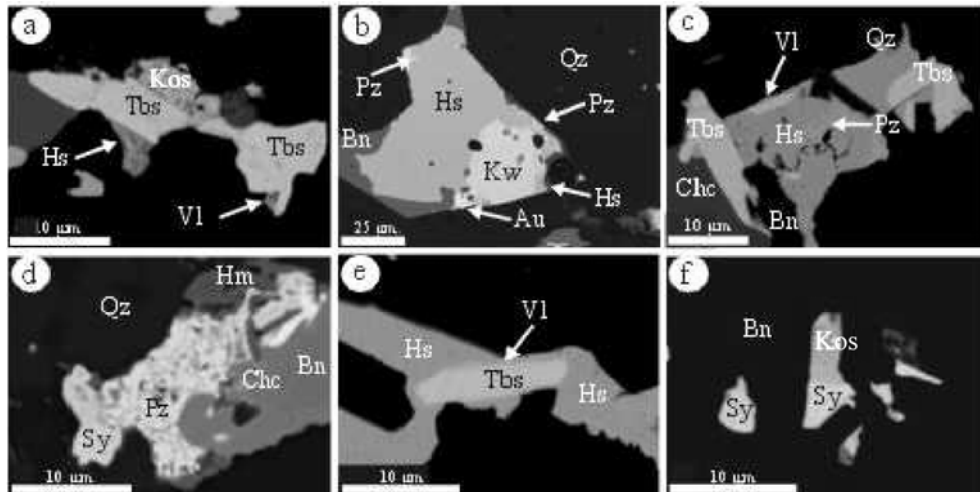 a
Kos
Tbs
Tbs
Hs
Vl
10 µm
b
Qz
Pz
Pz
Hs
Bn
Kw
Hs
Au
25 µm
c
Vl
Qz
Tbs
Tbs
Hs
Pz
Chc
Bn
10 µm
d
Hm
Qz
Bn
Chc
Pz
Sy
10 µm
e
Vl
Hs
Tbs
Hs
10 µm
f
Bn
Kos
Sy
Sy
10 µm